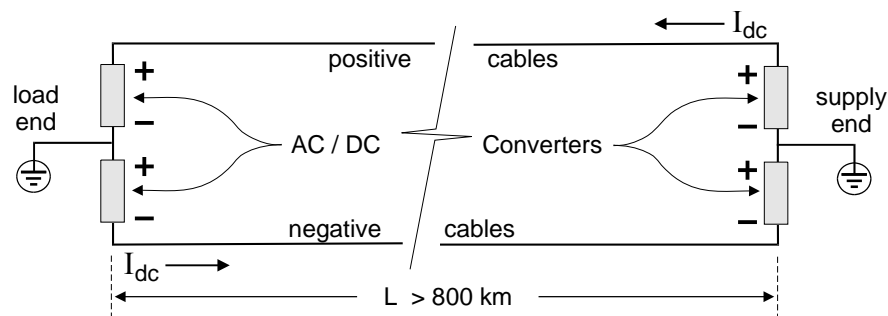 I_dc
positive cables
+ +
load end
supply end
− −
AC / DC Converters
+ +
− −
negative cables
I_dc
L > 800 km